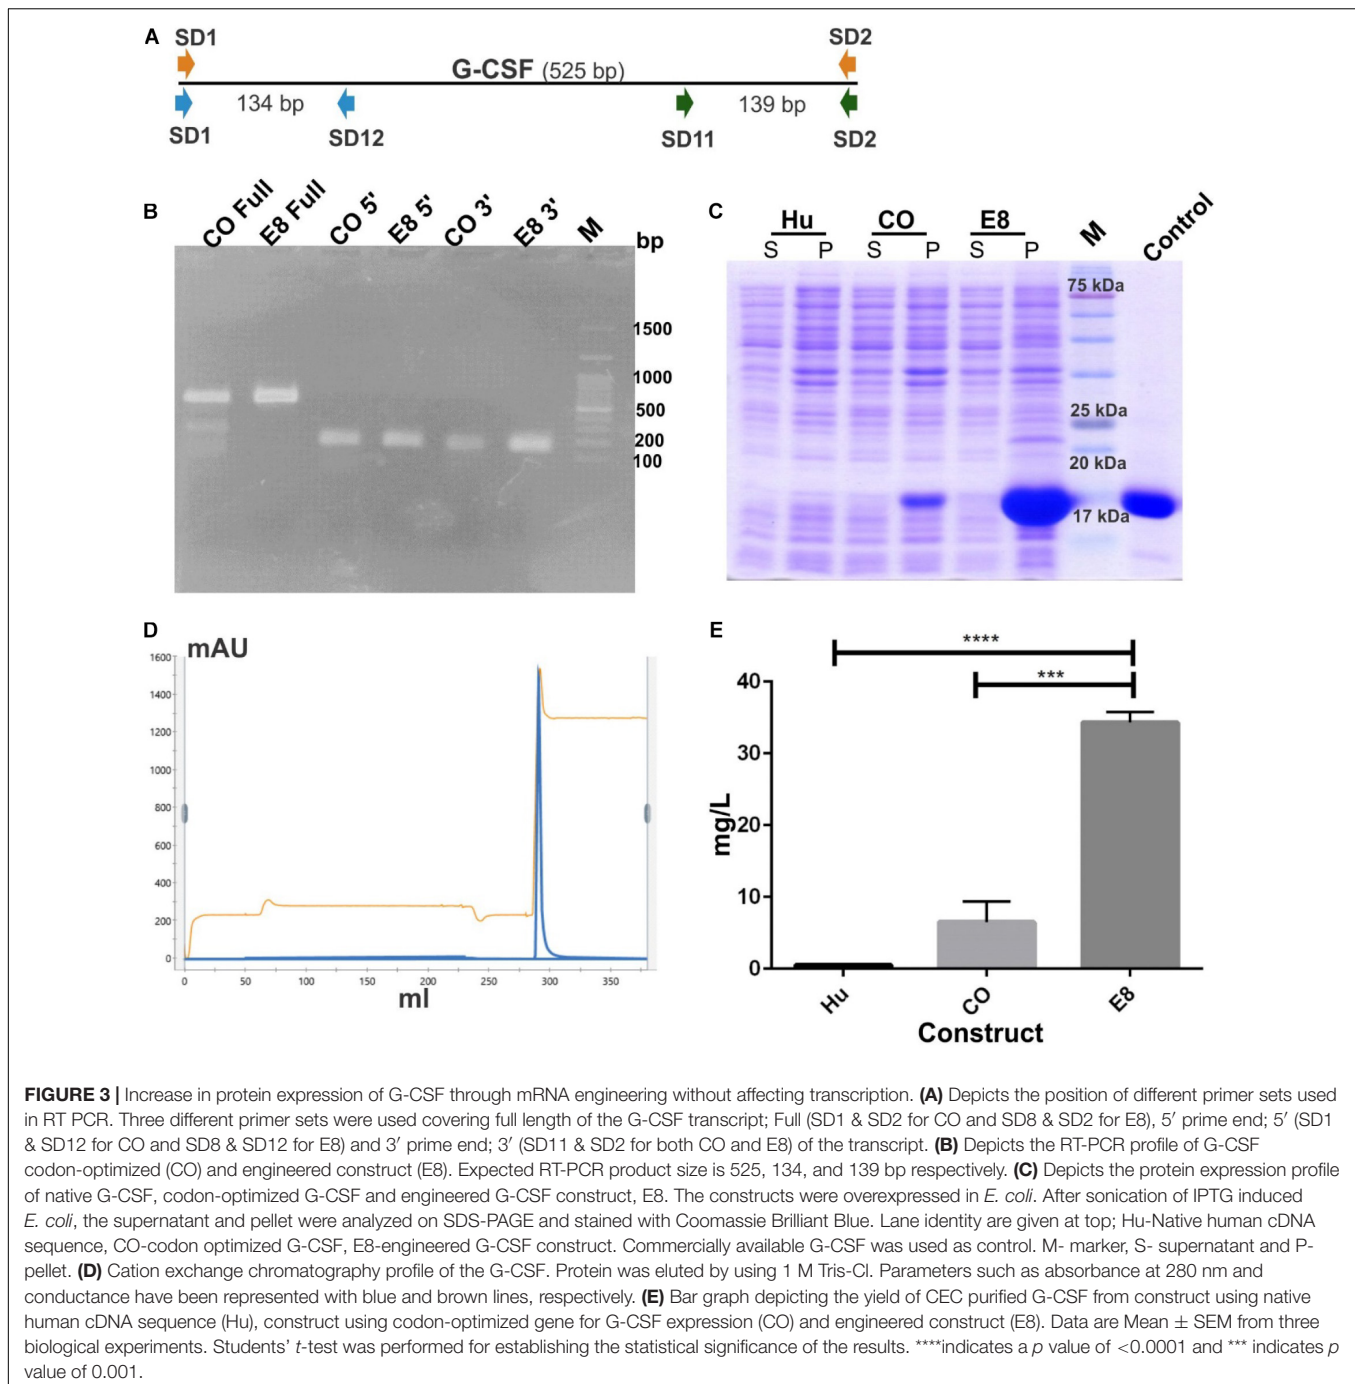 A
SD1
SD2
G-CSF (525 bp)
134 bp
139 bp
SD1
SD12
SD11
SD2
B
CO Full
E8 Full
CO 5'
E8 5'
CO 3'
E8 3'
M
bp
1500
1000
500
200
100
C
Hu
CO
E8
M
Control
S
P
S
P
S
P
75 kDa
25 kDa
20 kDa
17 kDa
D
mAU
1600
1400
1200
1000
800
600
400
200
0
0
50
100
150
200
250
300
350
ml
E
****
***
40
30
20
10
0
mg/L
Hu
CO
E8
Construct
FIGURE 3 | Increase in protein expression of G-CSF through mRNA engineering without affecting transcription. (A) Depicts the position of different primer sets used
in RT PCR. Three different primer sets were used covering full length of the G-CSF transcript; Full (SD1 & SD2 for CO and SD8 & SD2 for E8), 5′ prime end; 5′ (SD1
& SD12 for CO and SD8 & SD12 for E8) and 3′ prime end; 3′ (SD11 & SD2 for both CO and E8) of the transcript. (B) Depicts the RT-PCR profile of G-CSF
codon-optimized (CO) and engineered construct (E8). Expected RT-PCR product size is 525, 134, and 139 bp respectively. (C) Depicts the protein expression profile
of native G-CSF, codon-optimized G-CSF and engineered G-CSF construct, E8. The constructs were overexpressed in E. coli. After sonication of IPTG induced
E. coli, the supernatant and pellet were analyzed on SDS-PAGE and stained with Coomassie Brilliant Blue. Lane identity are given at top; Hu-Native human cDNA
sequence, CO-codon optimized G-CSF, E8-engineered G-CSF construct. Commercially available G-CSF was used as control. M- marker, S- supernatant and P-
pellet. (D) Cation exchange chromatography profile of the G-CSF. Protein was eluted by using 1 M Tris-Cl. Parameters such as absorbance at 280 nm and
conductance have been represented with blue and brown lines, respectively. (E) Bar graph depicting the yield of CEC purified G-CSF from construct using native
human cDNA sequence (Hu), construct using codon-optimized gene for G-CSF expression (CO) and engineered construct (E8). Data are Mean ± SEM from three
biological experiments. Students' t-test was performed for establishing the statistical significance of the results. ****indicates a p value of <0.0001 and *** indicates p
value of 0.001.